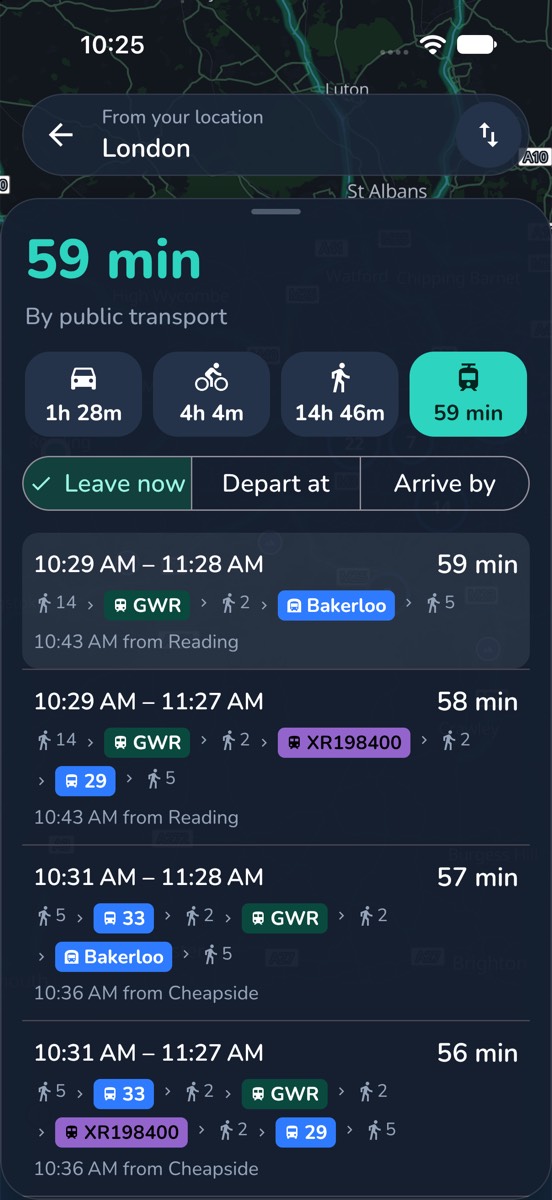 10:25
Luton
From your location
London
A10
St Albans
59 min
By public transport
1h 28m
4h 4m
14h 46m
59 min
Leave now
Depart at
Arrive by
10:29 AM – 11:28 AM
59 min
14 › GWR › 2 › Bakerloo › 5
10:43 AM from Reading
10:29 AM – 11:27 AM
58 min
14 › GWR › 2 › XR198400 › 2
› 29 › 5
10:43 AM from Reading
10:31 AM – 11:28 AM
57 min
5 › 33 › 2 › GWR › 2
› Bakerloo › 5
10:36 AM from Cheapside
10:31 AM – 11:27 AM
56 min
5 › 33 › 2 › GWR › 2
› XR198400 › 2 › 29 › 5
10:36 AM from Cheapside